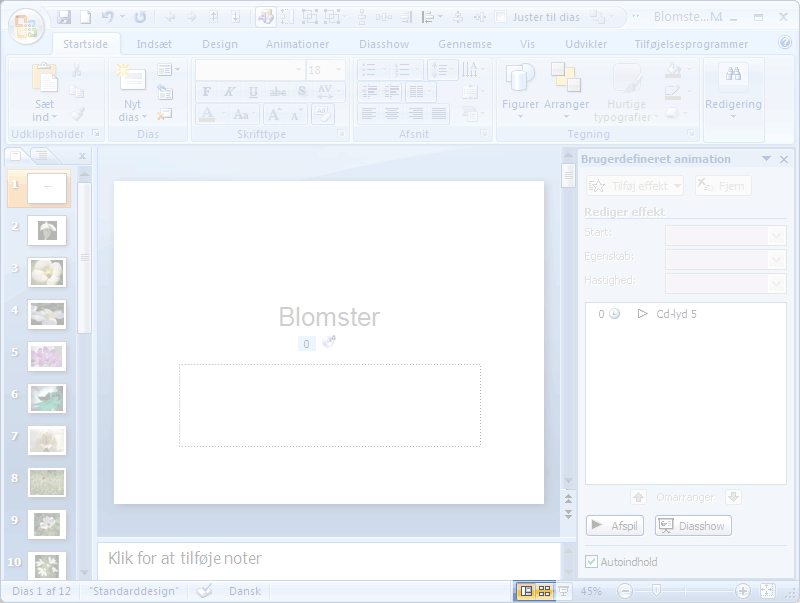 Juster til dias
Blomste...M
Startside Indsæt Design Animationer Diasshow Gennemse Vis Udvikler Tilføjelsesprogrammer
Sæt ind
Udklipsholder
Nyt dias
Dias
18
F K U abc S AV
A Aa A A
Skrifttype
Afsnit
Figurer Arranger Hurtige typografier
Tegning
Redigering
Brugerdefineret animation
Tilføj effekt Fjern
Rediger effekt
Start:
Egenskab:
Hastighed:
0 Cd-lyd 5
1
2
3
4
5
6
7
8
9
10
Blomster
0
Omarranger
Afspil Diasshow
Autoindhold
Klik for at tilføje noter
Dias 1 af 12 "Standarddesign" Dansk 45%